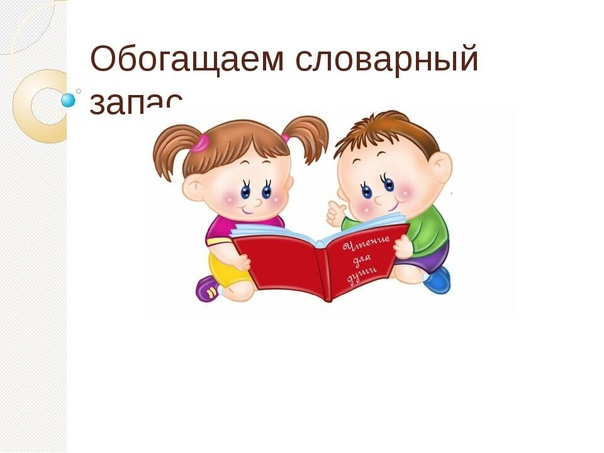 Обогащаем словарный
запас
Чтение
для
души